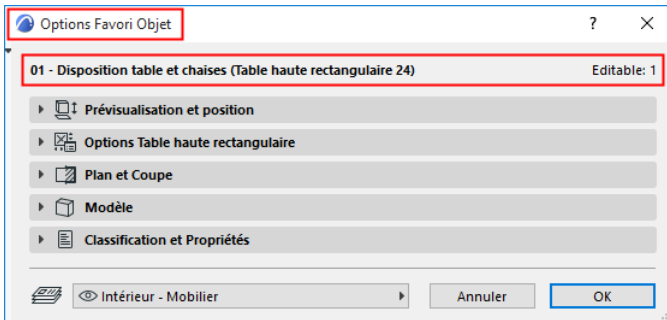 Options Favori Objet
?
01 - Disposition table et chaises (Table haute rectangulaire 24) Editable: 1
Prévisualisation et position
Options Table haute rectangulaire
Plan et Coupe
Modèle
Classification et Propriétés
Intérieur - Mobilier Annuler OK